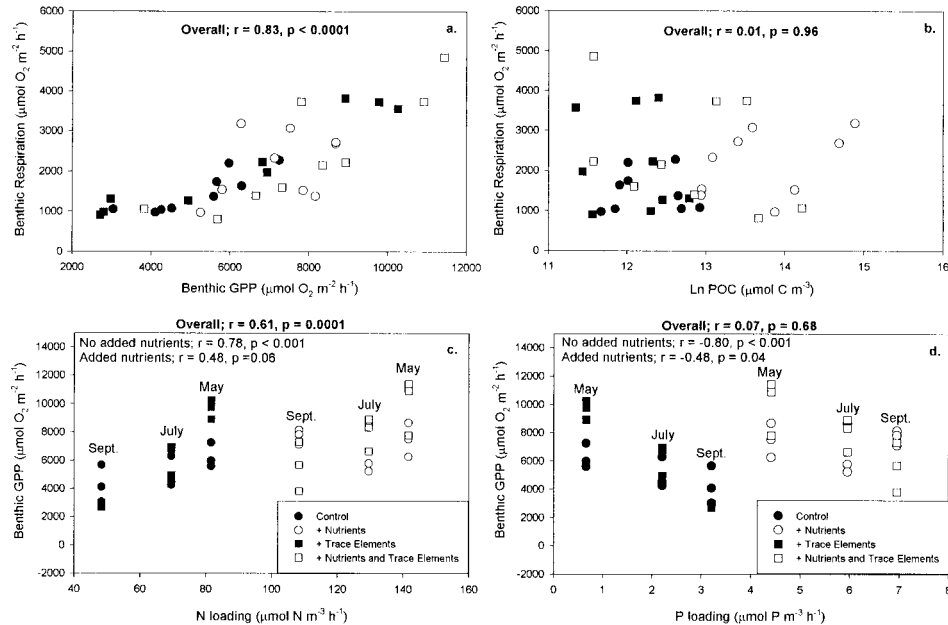 Overall; r = 0.83, p < 0.0001
a.
Benthic Respiration (μmol O₂ m⁻² h⁻¹)
6000
5000
4000
3000
2000
1000
0
2000 4000 6000 8000 10000 12000
Benthic GPP (μmol O₂ m⁻² h⁻¹)
Overall; r = 0.01, p = 0.96
b.
Benthic Respiration (μmol O₂ m⁻² h⁻¹)
6000
5000
4000
3000
2000
1000
0
11 12 13 14 15 16
Ln POC (μmol C m⁻³)
Overall; r = 0.61, p = 0.0001
No added nutrients; r = 0.78, p < 0.001
Added nutrients; r = 0.48, p =0.06
c.
Benthic GPP (μmol O₂ m⁻² h⁻¹)
14000
12000
10000
8000
6000
4000
2000
0
-2000
Sept.
July
May
Sept.
July
May
Control
+ Nutrients
+ Trace Elements
+ Nutrients and Trace Elements
40 60 80 100 120 140 160
N loading (μmol N m⁻³ h⁻¹)
Overall; r = 0.07, p = 0.68
No added nutrients; r = -0.80, p < 0.001
Added nutrients; r = -0.48, p = 0.04
d.
Benthic GPP (μmol O₂ m⁻² h⁻¹)
14000
12000
10000
8000
6000
4000
2000
0
-2000
May
July
Sept.
May
July
Sept.
Control
+ Nutrients
+ Trace Elements
+ Nutrients and Trace Elements
0 1 2 3 4 5 6 7 8
P loading (μmol P m⁻³ h⁻¹)